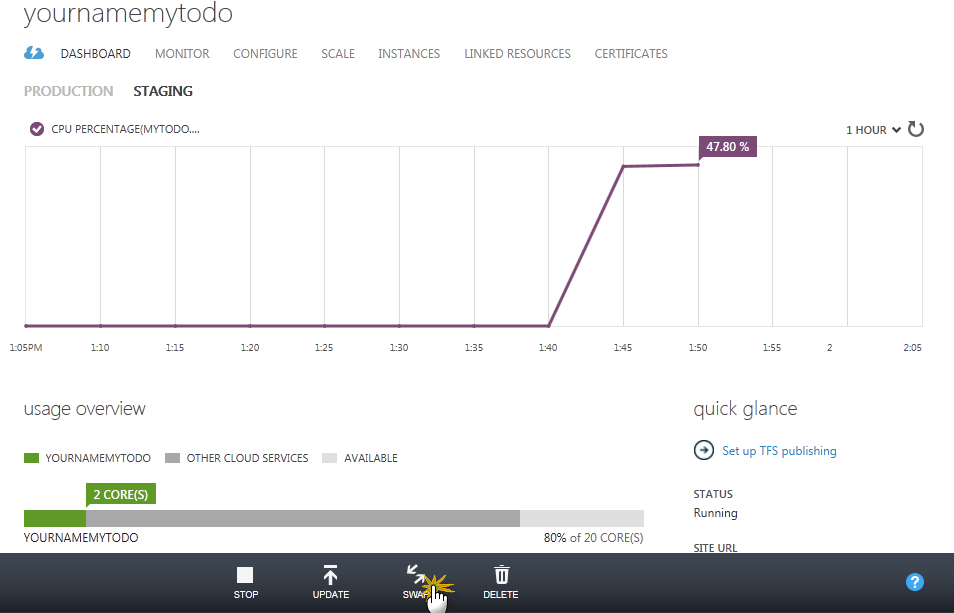 yournamemytodo
DASHBOARD MONITOR CONFIGURE SCALE INSTANCES LINKED RESOURCES CERTIFICATES
PRODUCTION STAGING
CPU PERCENTAGE(MYTODO.... 1 HOUR
47.80 %
1:05PM 1:10 1:15 1:20 1:25 1:30 1:35 1:40 1:45 1:50 1:55 2 2:05
usage overview
YOURNAMEMYTODO OTHER CLOUD SERVICES AVAILABLE
2 CORE(S)
YOURNAMEMYTODO 80% of 20 CORE(S)
quick glance
Set up TFS publishing
STATUS
Running
SITE URL
STOP UPDATE SWAP DELETE ?